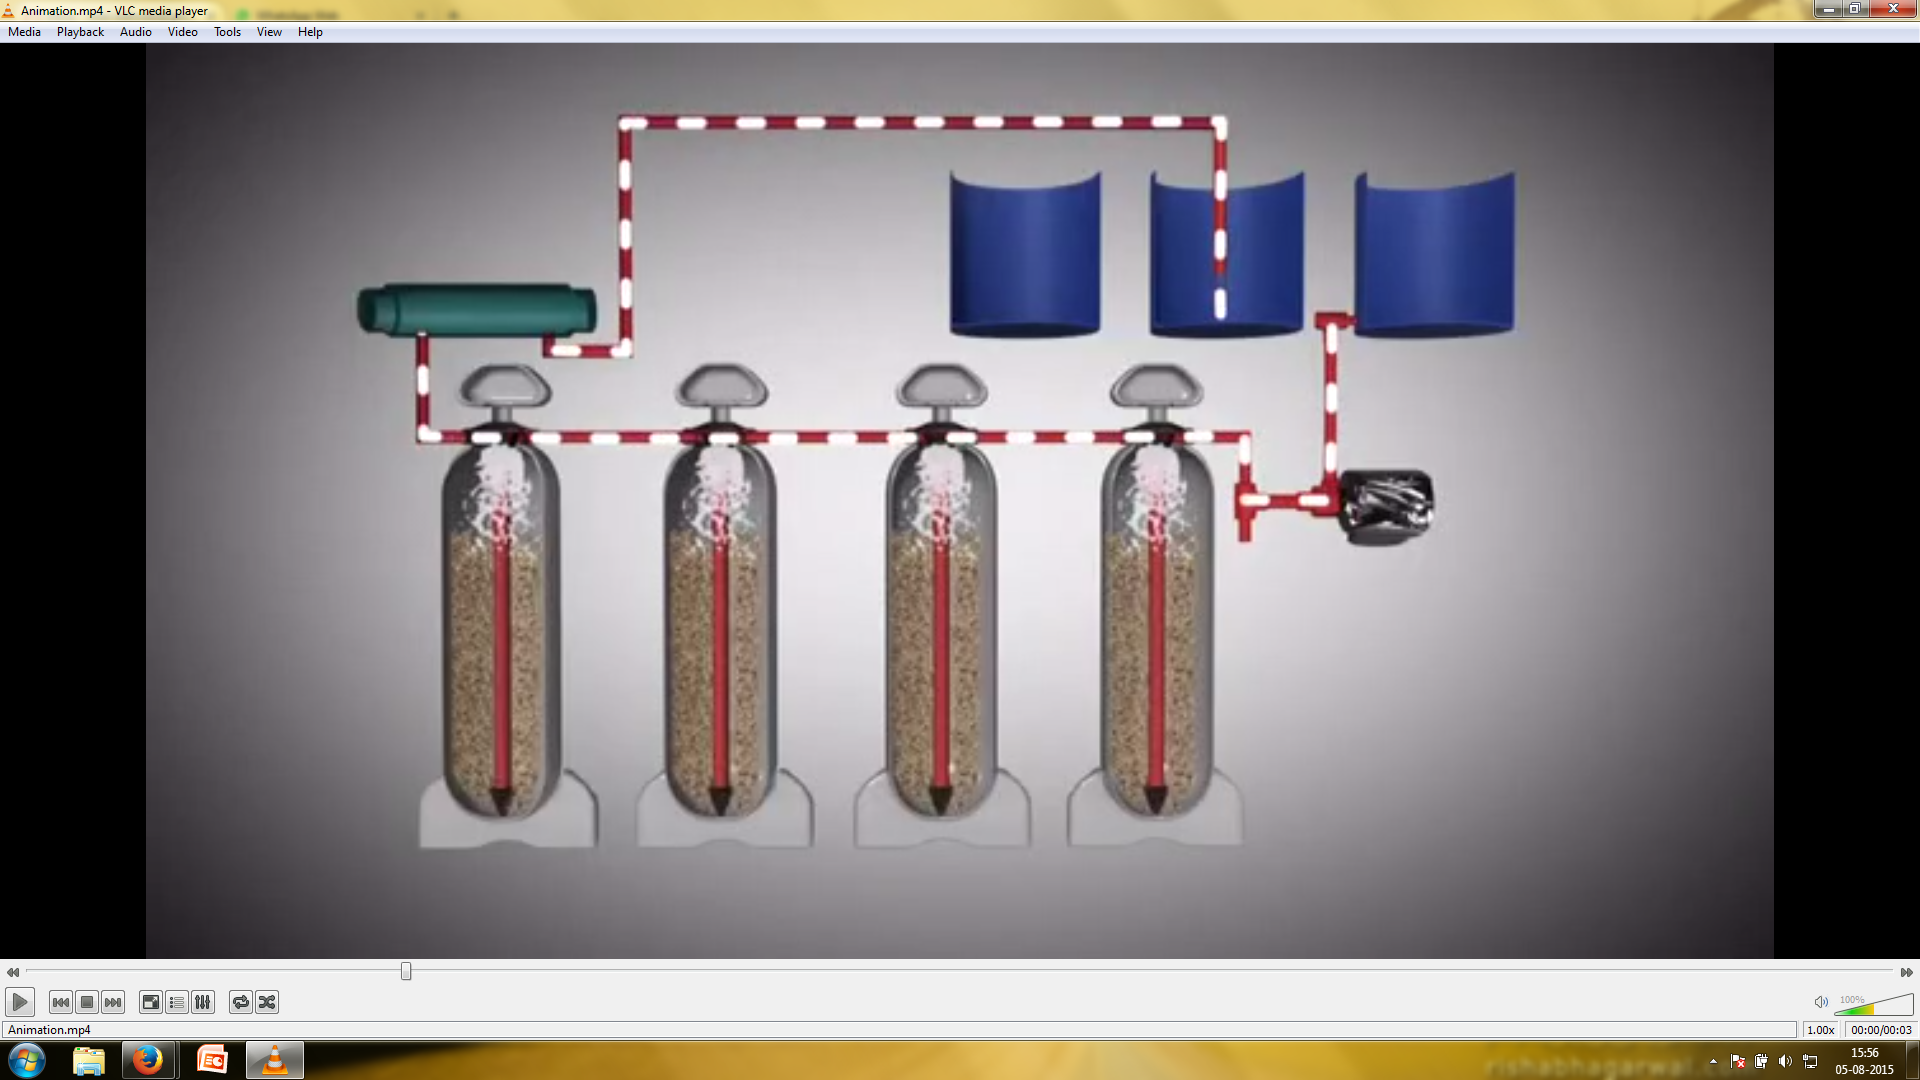 Animation.mp4 - VLC media player
Media Playback Audio Video Tools View Help
100%
Animation.mp4
1.00x 00:00/00:03
15:56
05-08-2015